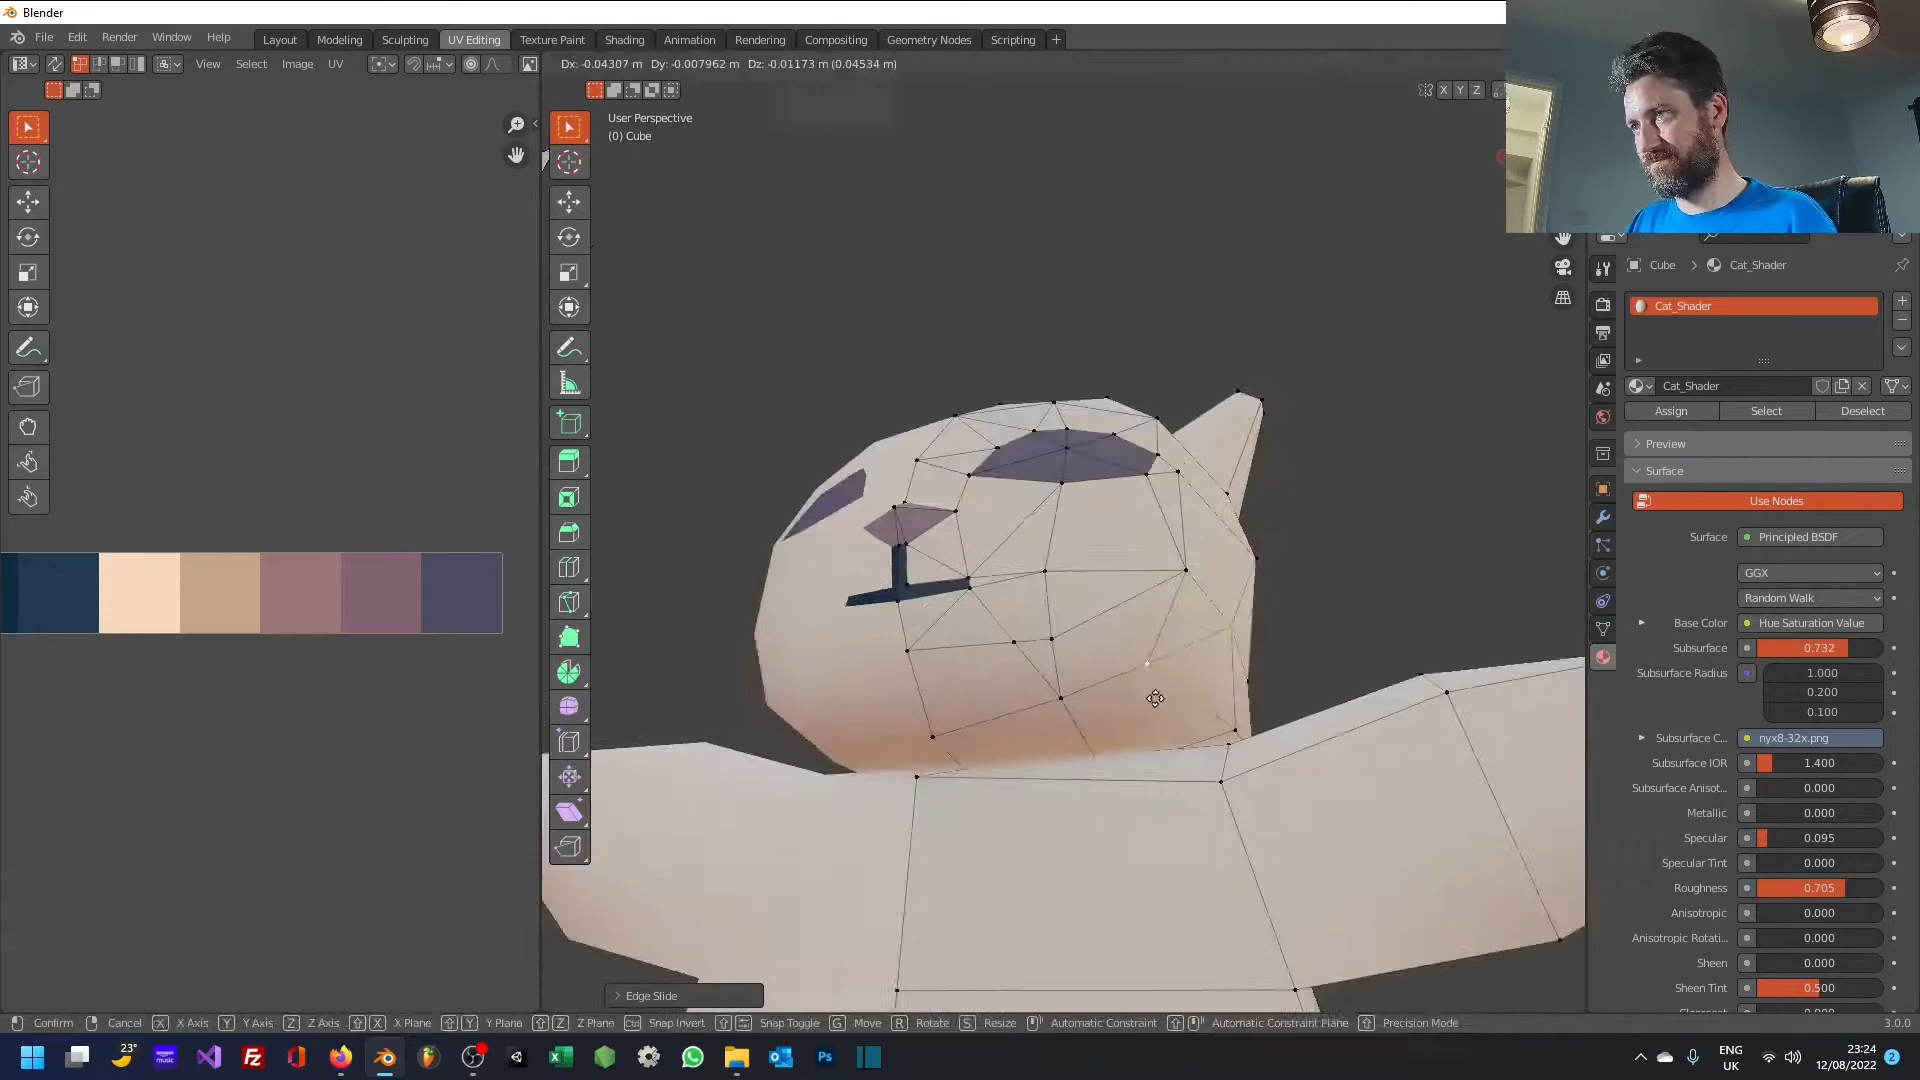 Blender
File Edit Render Window Help
Layout Modeling Sculpting UV Editing Texture Paint Shading Animation Rendering Compositing Geometry Nodes Scripting +
View Select Image UV
Dx: -0.04307 m Dy: -0.007962 m Dz: -0.01173 m (0.04534 m)
X Y Z
User Perspective
(0) Cube
Cube > Cat_Shader
Cat_Shader
Cat_Shader
Assign Select Deselect
Preview
Surface
Use Nodes
Surface Principled BSDF
GGX
Random Walk
Base Color Hue Saturation Value
Subsurface 0.732
Subsurface Radius 1.000
0.200
0.100
Subsurface C... nyx8-32x.png
Subsurface IOR 1.400
Subsurface Anisot... 0.000
Metallic 0.000
Specular 0.095
Specular Tint 0.000
Roughness 0.705
Anisotropic 0.000
Anisotropic Rotati... 0.000
Sheen 0.000
Sheen Tint 0.500
Edge Slide
Confirm Cancel X X Axis Y Y Axis Z Z Axis X X Plane Y Y Plane Z Z Plane Ctrl Snap Invert Snap Toggle G Move R Rotate S Resize Automatic Constraint Automatic Constraint Plane Precision Mode 3.0.0
23° amazon music Fz Ps ENG UK 23:24 12/08/2022 2